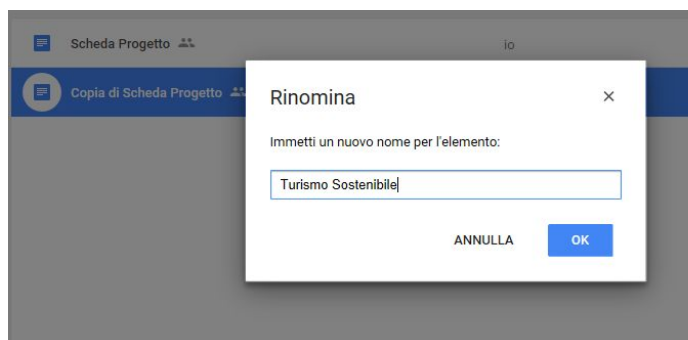 Scheda Progetto
io
Copia di Scheda Progetto
Rinomina
Immetti un nuovo nome per l'elemento:
Turismo Sostenibile
ANNULLA OK